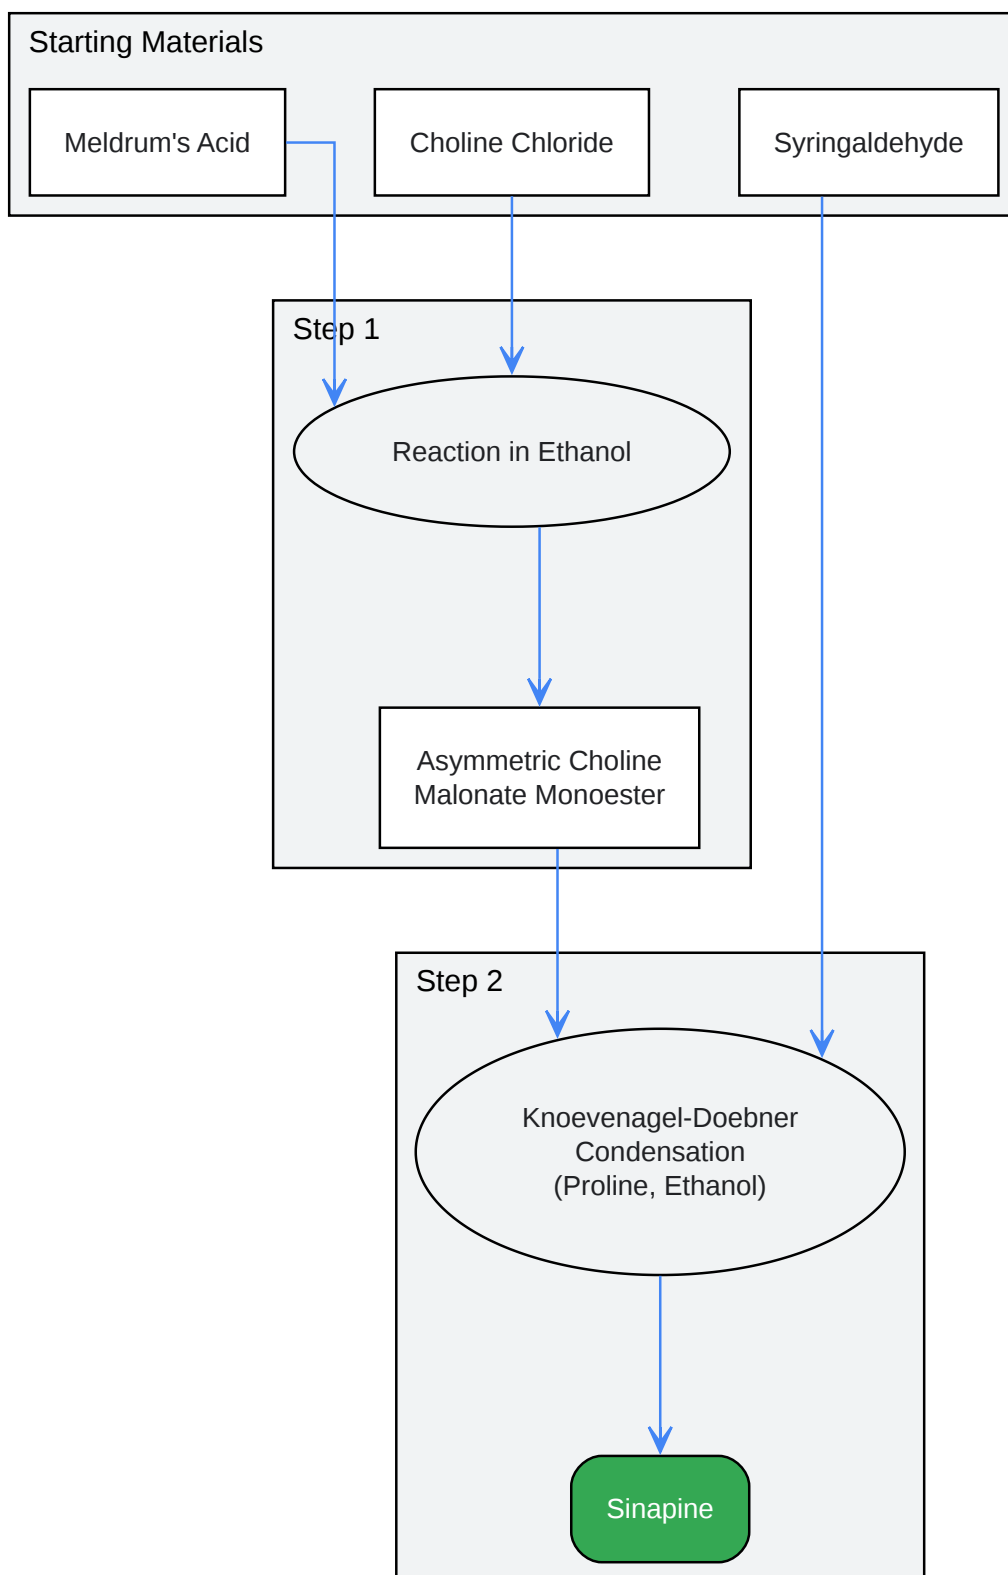 Starting Materials
Meldrum's Acid
Choline Chloride
Syringaldehyde
Step 1
Reaction in Ethanol
Asymmetric Choline
Malonate Monoester
Step 2
Knoevenagel-Doebner
Condensation
(Proline, Ethanol)
Sinapine